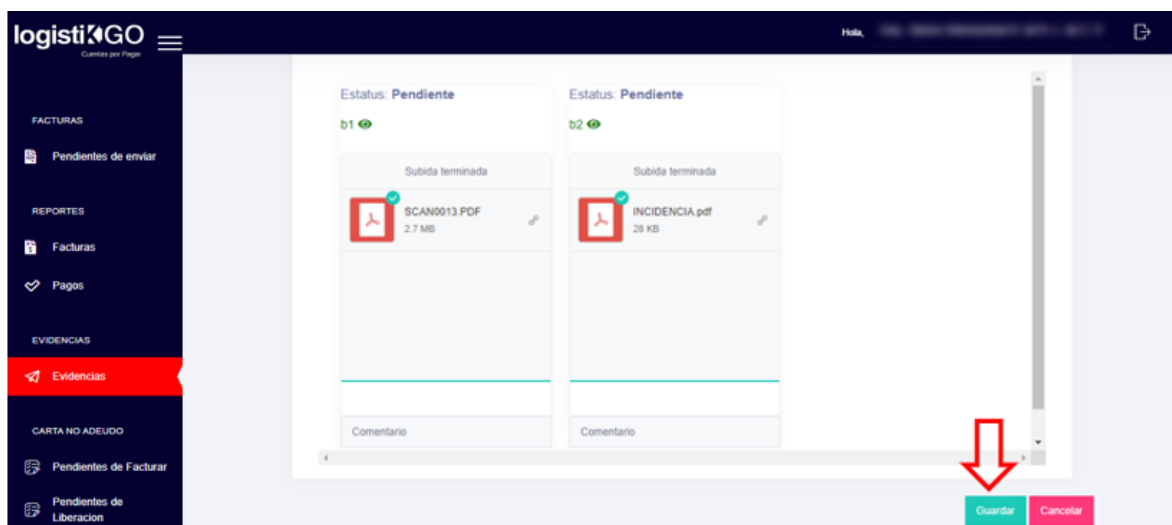 logistiKGO
Cuentas por Pagar
Hola,
FACTURAS
Pendientes de enviar
REPORTES
Facturas
Pagos
EVIDENCIAS
Evidencias
CARTA NO ADEUDO
Pendientes de Facturar
Pendientes de
Liberacion
Estatus: Pendiente
b1
Subida terminada
SCAN0013.PDF
2.7 MB
Comentario
Estatus: Pendiente
b2
Subida terminada
INCIDENCIA.pdf
28 KB
Comentario
Guardar
Cancelar